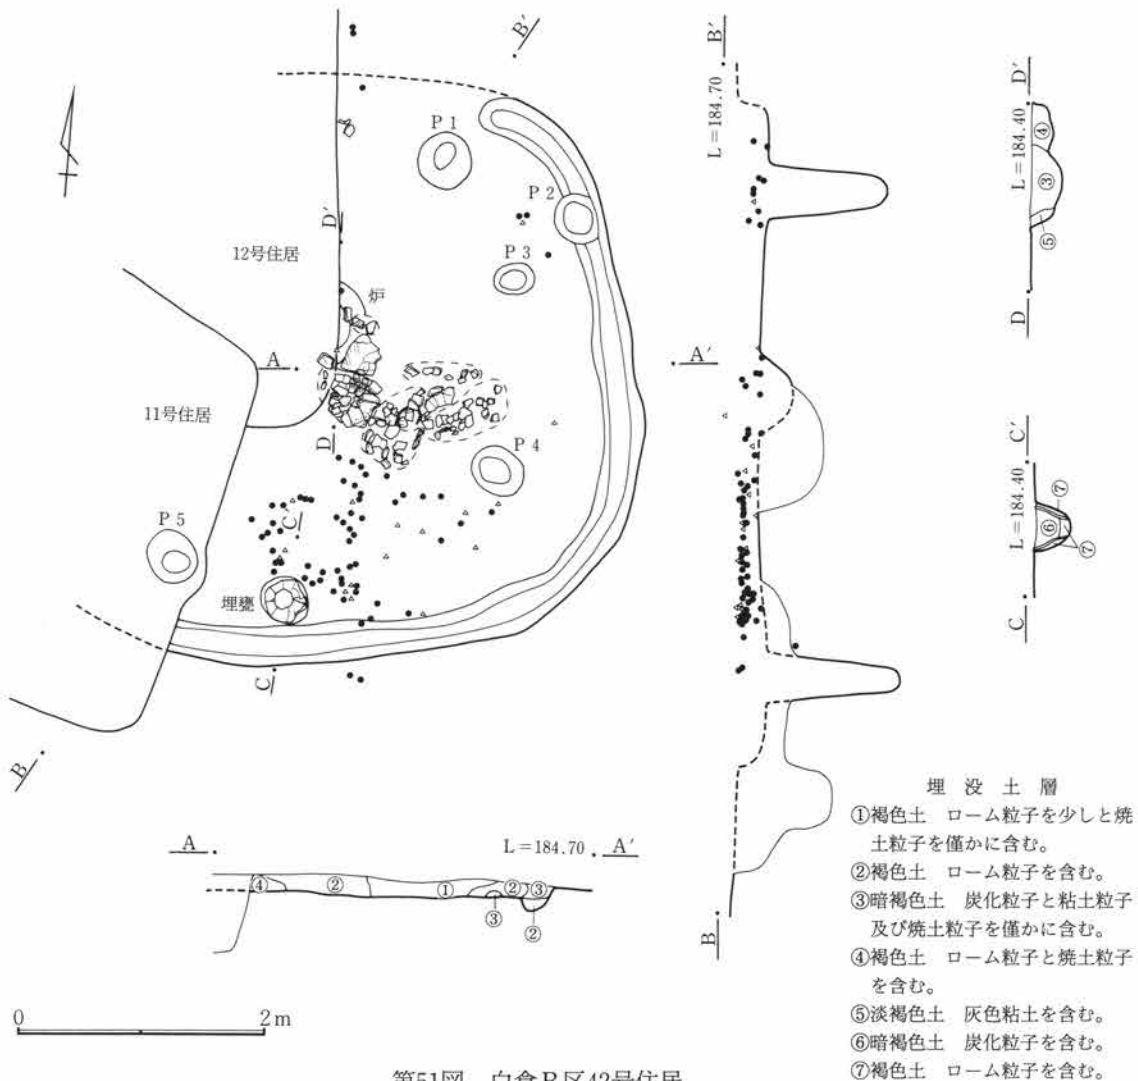 B′
P 1
P 2
D′
P 3
12号住居
炉
A
A′
11号住居
D
P 4
C′
P 5
埋甕
C
B
B′
L＝184.70
B
D′
L＝184.40
④
③
⑤
D
C′
L＝184.40
⑦
⑥
⑦
C
A
L＝184.70
A′
④
②
①
②
③
③
②
0
2 m
埋没土層
①褐色土　ローム粒子を少しと焼
土粒子を僅かに含む。
②褐色土　ローム粒子を含む。
③暗褐色土　炭化粒子と粘土粒子
及び焼土粒子を僅かに含む。
④褐色土　ローム粒子と焼土粒子
を含む。
⑤淡褐色土　灰色粘土を含む。
⑥暗褐色土　炭化粒子を含む。
⑦褐色土　ローム粒子を含む。
第51図　白倉B区42号住居